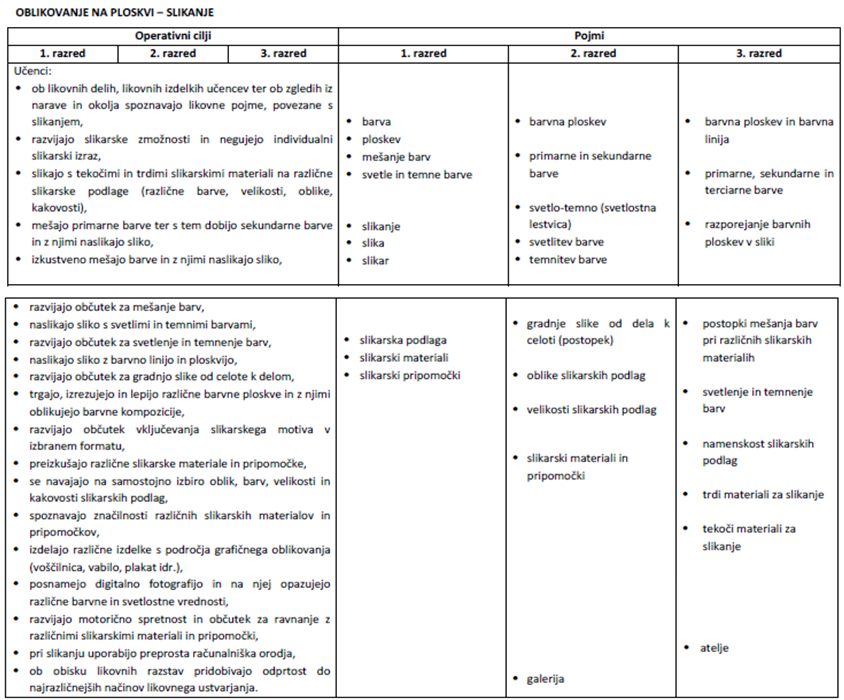 OBLIKOVANJE NA PLOSKVI – SLIKANJE
Operativni cilji
Pojmi
1. razred
2. razred
3. razred
1. razred
2. razred
3. razred
Učenci:
• ob likovnih delih, likovnih izdelkih učencev ter ob zgledih iz
narave in okolja spoznavajo likovne pojme, povezane s
slikanjem,
• razvijajo slikarske zmožnosti in negujejo individualni
slikarski izraz,
• slikajo s tekočimi in trdimi slikarskimi materiali na različne
slikarske podlage (različne barve, velikosti, oblike,
kakovosti),
• mešajo primarne barve ter s tem dobijo sekundarne barve
in z njimi naslikajo sliko,
• izkustveno mešajo barve in z njimi naslikajo sliko,
• barva
• ploskev
• mešanje barv
• svetle in temne barve
• slikanje
• slika
• slikar
• barvna ploskev
• primarne in sekundarne
barve
• svetlo-temno (svetlostna
lestvica)
• svetlitev barve
• temnitev barve
• barvna ploskev in barvna
linija
• primarne, sekundarne in
terciarne barve
• razporejanje barvnih
ploskev v sliki
• razvijajo občutek za mešanje barv,
• naslikajo sliko s svetlimi in temnimi barvami,
• razvijajo občutek za svetlenje in temnenje barv,
• naslikajo sliko z barvno linijo in ploskvijo,
• razvijajo občutek za gradnjo slike od celote k delom,
• trgajo, izrezujejo in lepijo različne barvne ploskve in z njimi
oblikujejo barvne kompozicije,
• razvijajo občutek vključevanja slikarskega motiva v
izbranem formatu,
• preizkušajo različne slikarske materiale in pripomočke,
• se navajajo na samostojno izbiro oblik, barv, velikosti in
kakovosti slikarskih podlag,
• spoznavajo značilnosti različnih slikarskih materialov in
pripomočkov,
• izdelajo različne izdelke s področja grafičnega oblikovanja
(voščilnica, vabilo, plakat idr.),
• posnamejo digitalno fotografijo in na njej opazujejo
različne barvne in svetlostne vrednosti,
• razvijajo motorično spretnost in občutek za ravnanje z
različnimi slikarskimi materiali in pripomočki,
• pri slikanju uporabijo preprosta računalniška orodja,
• ob obisku likovnih razstav pridobivajo odprtost do
najrazličnejših načinov likovnega ustvarjanja.
• slikarska podlaga
• slikarski materiali
• slikarski pripomočki
• gradnje slike od dela k
celoti (postopek)
• oblike slikarskih podlag
• velikosti slikarskih podlag
• slikarski materiali in
pripomočki
• galerija
• postopki mešanja barv
pri različnih slikarskih
materialih
• svetlenje in temnenje
barv
• namenskost slikarskih
podlag
• trdi materiali za slikanje
• tekoči materiali za
slikanje
• atelje